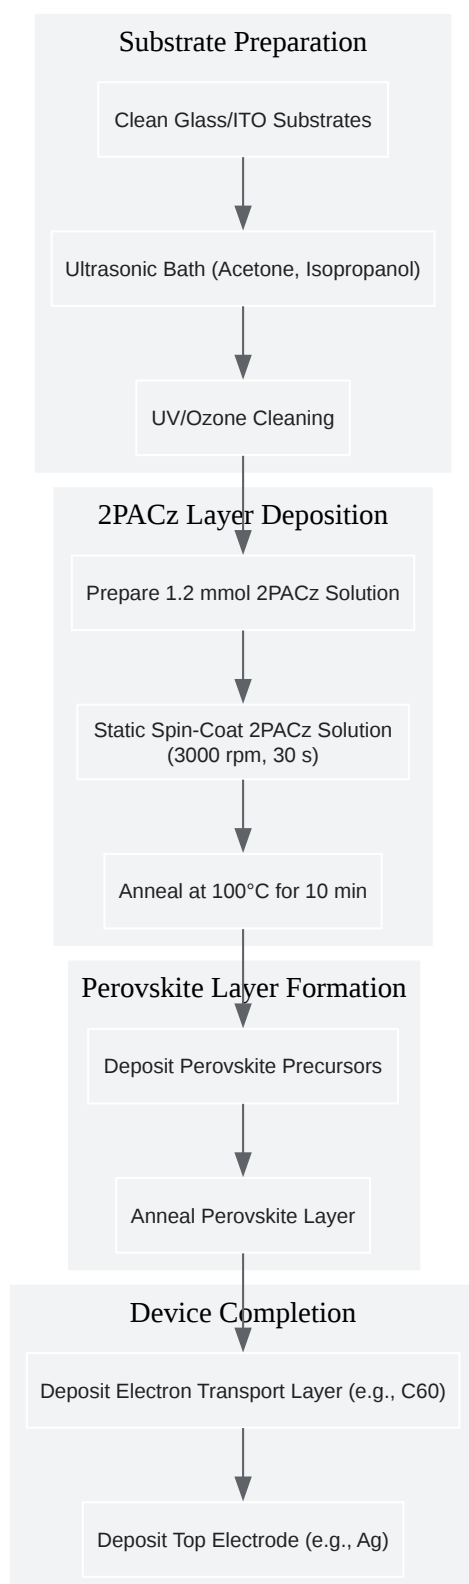 Substrate Preparation
Clean Glass/ITO Substrates
Ultrasonic Bath (Acetone, Isopropanol)
UV/Ozone Cleaning
2PACz Layer Deposition
Prepare 1.2 mmol 2PACz Solution
Static Spin-Coat 2PACz Solution
(3000 rpm, 30 s)
Anneal at 100°C for 10 min
Perovskite Layer Formation
Deposit Perovskite Precursors
Anneal Perovskite Layer
Device Completion
Deposit Electron Transport Layer (e.g., C60)
Deposit Top Electrode (e.g., Ag)